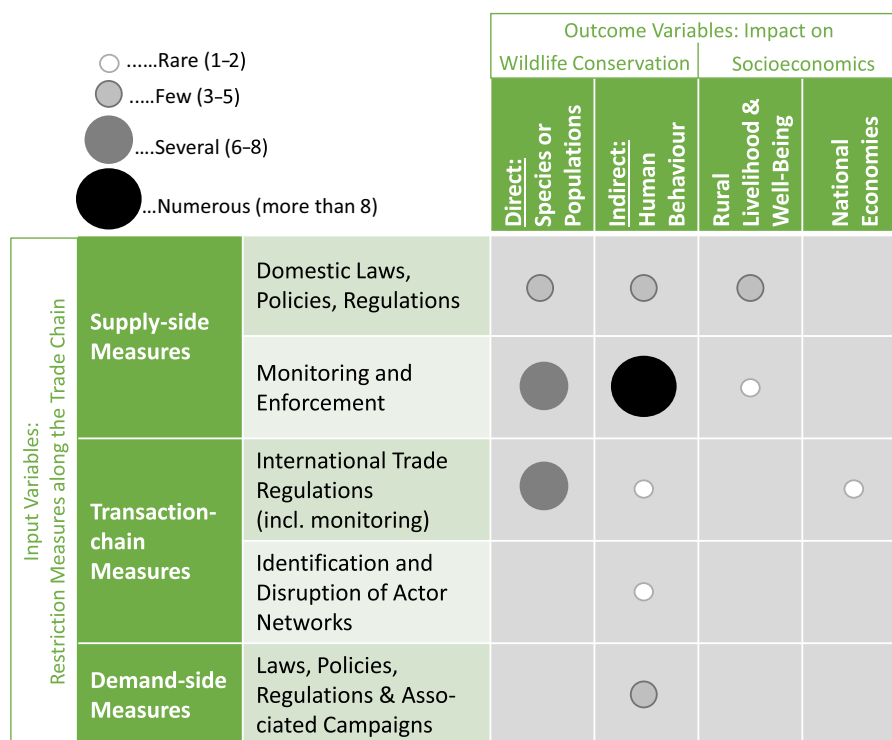 Outcome Variables: Impact on
Wildlife Conservation
Socioeconomics
......Rare (1–2)
.....Few (3–5)
....Several (6–8)
...Numerous (more than 8)
Direct:
Species or
Populations
Indirect:
Human
Behaviour
Rural
Livelihood &
Well-Being
National
Economies
Input Variables:
Restriction Measures along the Trade Chain
Supply-side
Measures
Domestic Laws,
Policies, Regulations
Monitoring and
Enforcement
Transaction-
chain
Measures
International Trade
Regulations
(incl. monitoring)
Identification and
Disruption of Actor
Networks
Demand-side
Measures
Laws, Policies,
Regulations & Asso-
ciated Campaigns